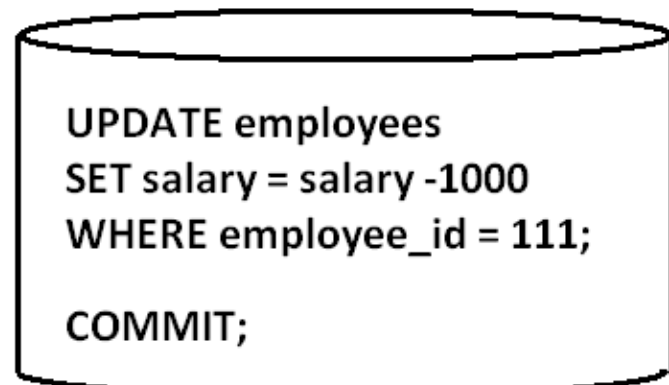 UPDATE employees
SET salary = salary -1000
WHERE employee_id = 111;
COMMIT;